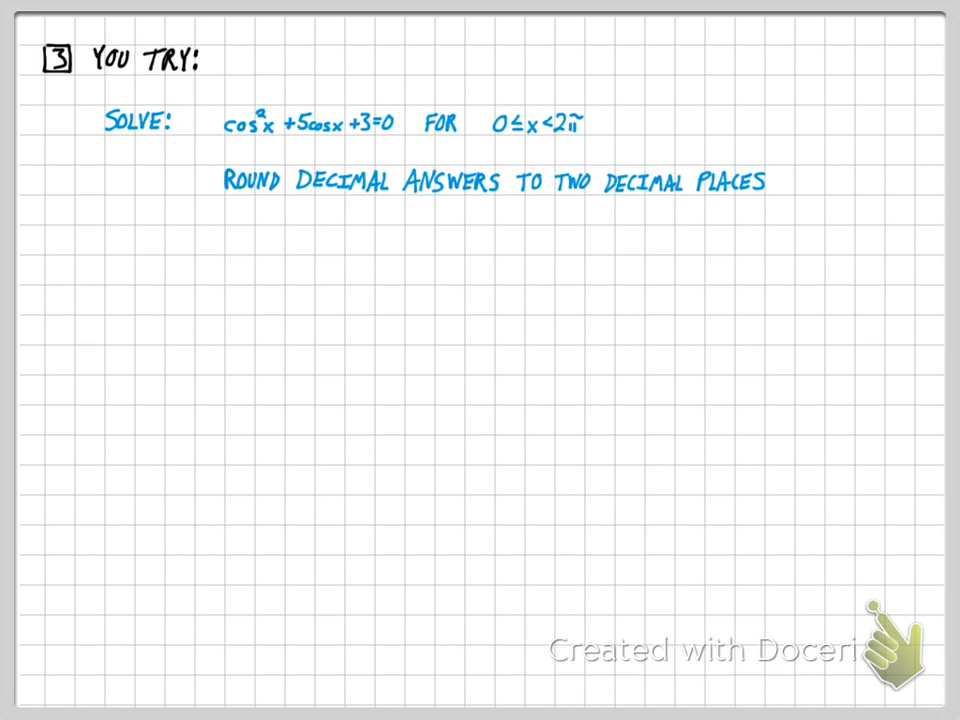 3 YOU TRY:
SOLVE: cos²x +5cosx +3=0 FOR 0≤x<2π
ROUND DECIMAL ANSWERS TO TWO DECIMAL PLACES
Created with Doceri